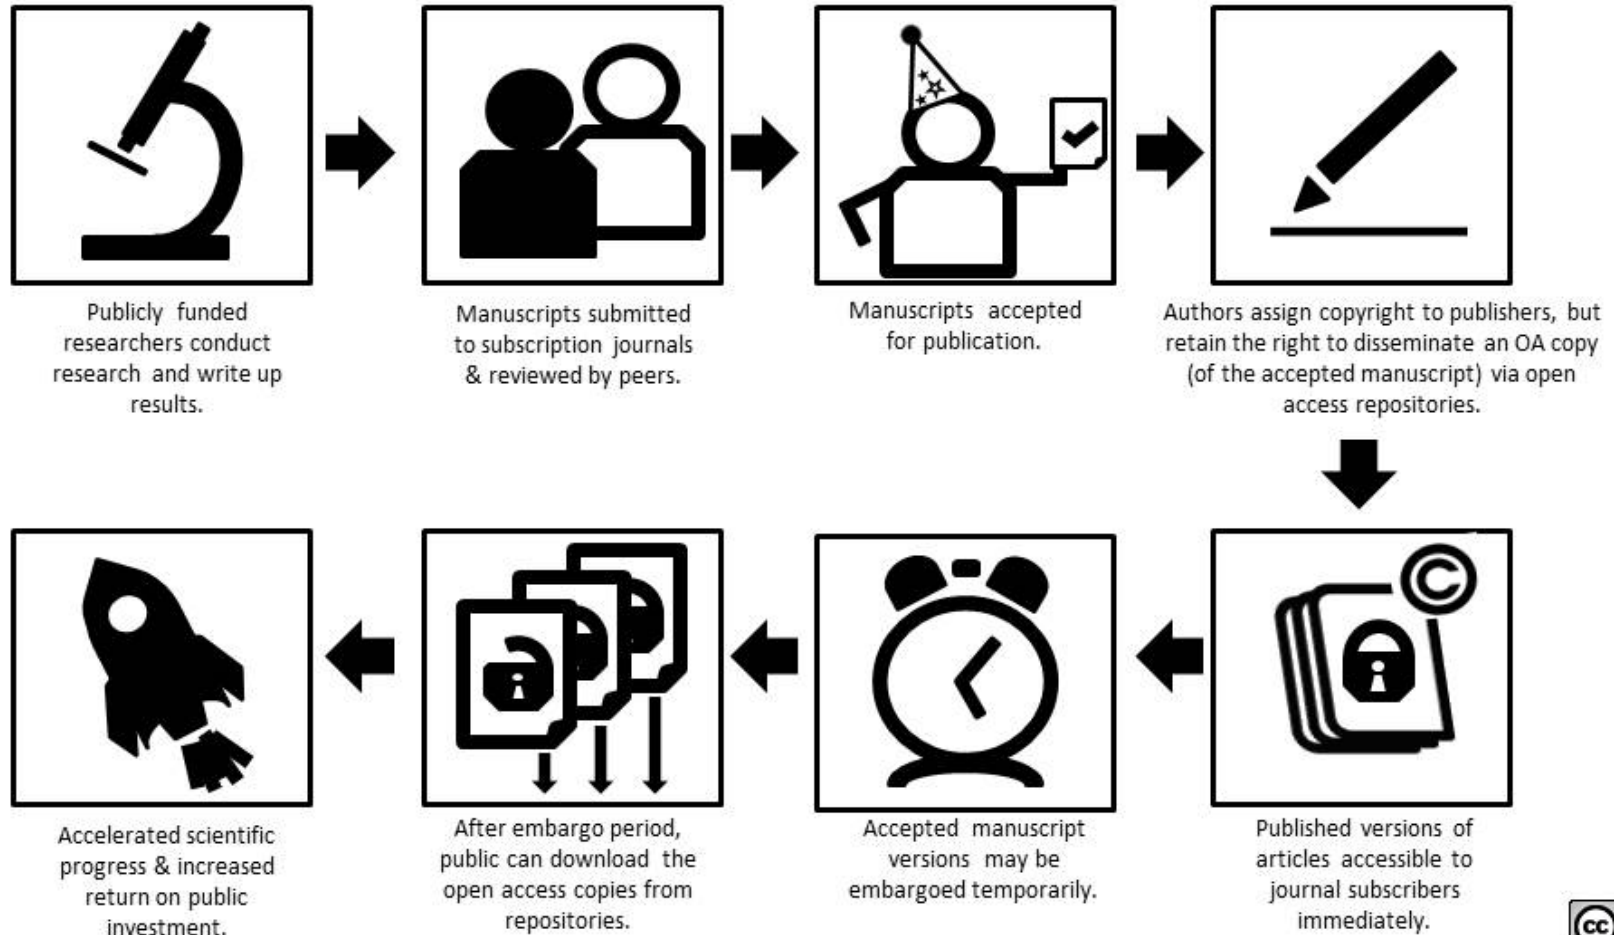 Publicly funded
researchers conduct
research and write up
results.
Manuscripts submitted
to subscription journals
& reviewed by peers.
Manuscripts accepted
for publication.
Authors assign copyright to publishers, but
retain the right to disseminate an OA copy
(of the accepted manuscript) via open
access repositories.
©
Published versions of
articles accessible to
journal subscribers
immediately.
Accepted manuscript
versions may be
embargoed temporarily.
After embargo period,
public can download the
open access copies from
repositories.
Accelerated scientific
progress & increased
return on public
investment.
cc